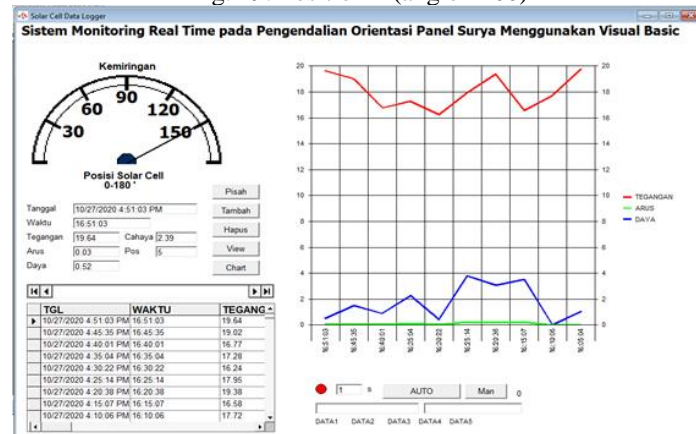 Solar Cell Data Logger
Sistem Monitoring Real Time pada Pengendalian Orientasi Panel Surya Menggunakan Visual Basic
Kemiringan
30 60 90 120 150
Posisi Solar Cell
0-180 '
Pisah
Tanggal 10/27/2020 4:51:03 PM Tambah
Waktu 16:51:03
Hapus
Tegangan 19.64 Cahaya 2.39
Arus 0.03 Pos 5 View
Daya 0.52 Chart
TGL WAKTU TEGANG
10/27/2020 4:51:03 PM 16:51:03 19.64
10/27/2020 4:45:35 PM 16:45:35 19.02
10/27/2020 4:40:01 PM 16:40:01 16.77
10/27/2020 4:35:04 PM 16:35:04 17.28
10/27/2020 4:30:22 PM 16:30:22 16.24
10/27/2020 4:25:14 PM 16:25:14 17.95
10/27/2020 4:20:38 PM 16:20:38 19.38
10/27/2020 4:15:07 PM 16:15:07 16.58
10/27/2020 4:10:06 PM 16:10:06 17.72
20 20
18 18
16 16
14 14
12 12
10 10
8 8
6 6
4 4
2 2
0 0
TEGANGAN
ARUS
DAYA
16:51:03 16:45:35 16:40:01 16:35:04 16:30:22 16:25:14 16:20:38 16:15:07 16:10:06 16:05:04
1 s AUTO Man 0
DATA1 DATA2 DATA3 DATA4 DATA5